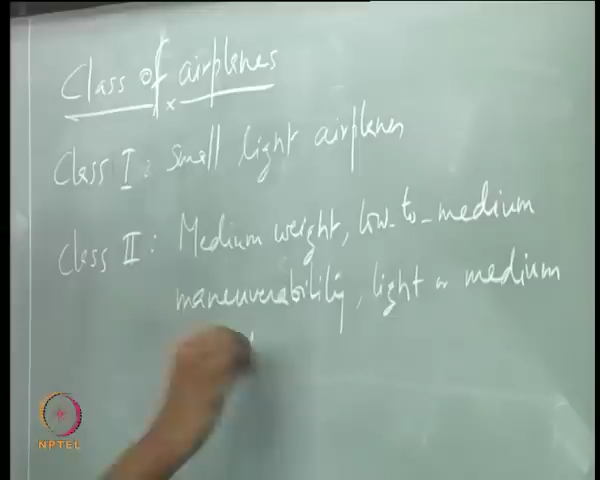 Class of airplanes
Class I : Small light airplanes
Class II : Medium weight, low-to-medium
maneuverability, light or medium
NPTEL